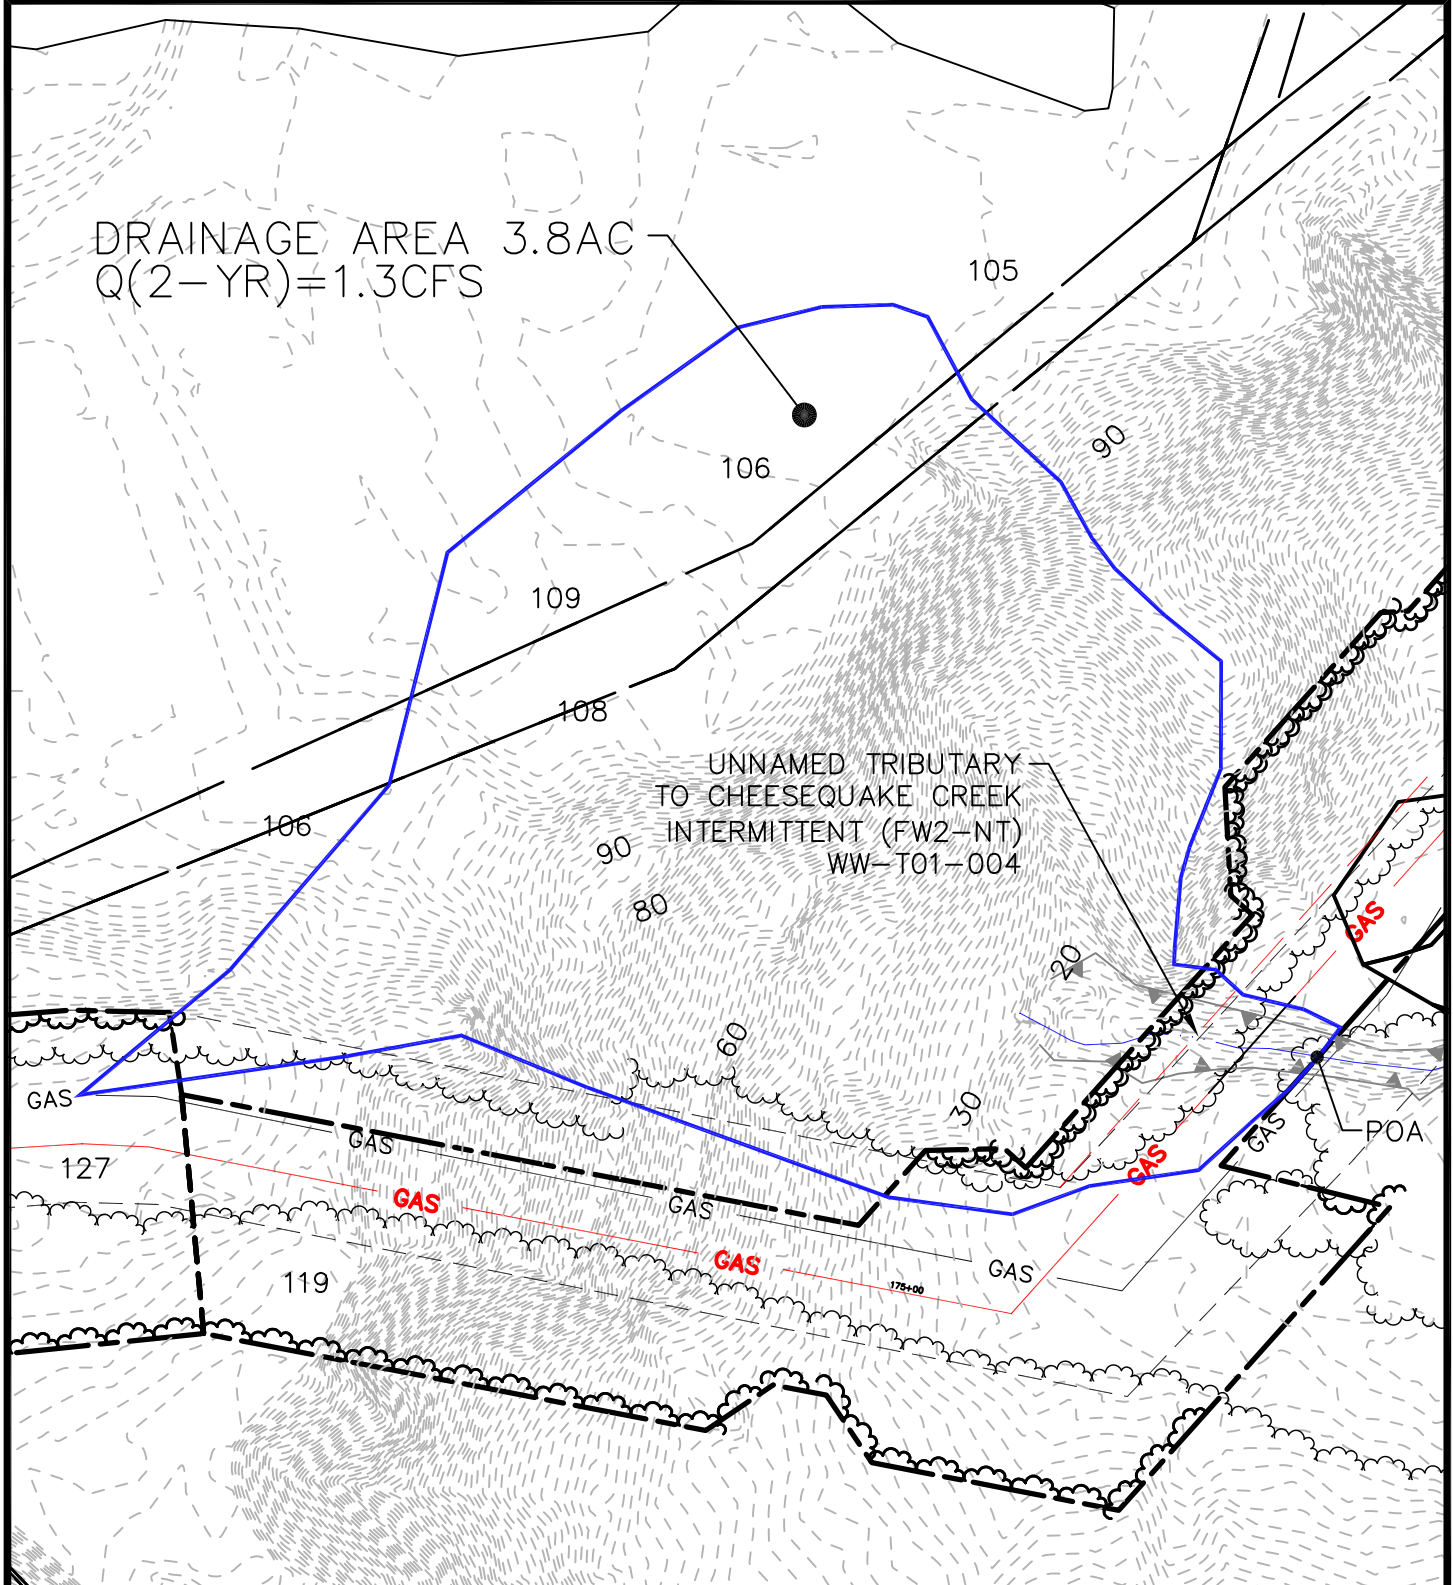 DRAINAGE AREA 3.8AC
Q(2-YR)=1.3CFS
105
90
106
109
108
106
UNNAMED TRIBUTARY
TO CHEESEQUAKE CREEK
INTERMITTENT (FW2-NT)
WW-T01-004
90
80
20
GAS
60
30
GAS
GAS
POA
GAS
127
GAS
GAS
GAS
GAS
GAS
119
175+00